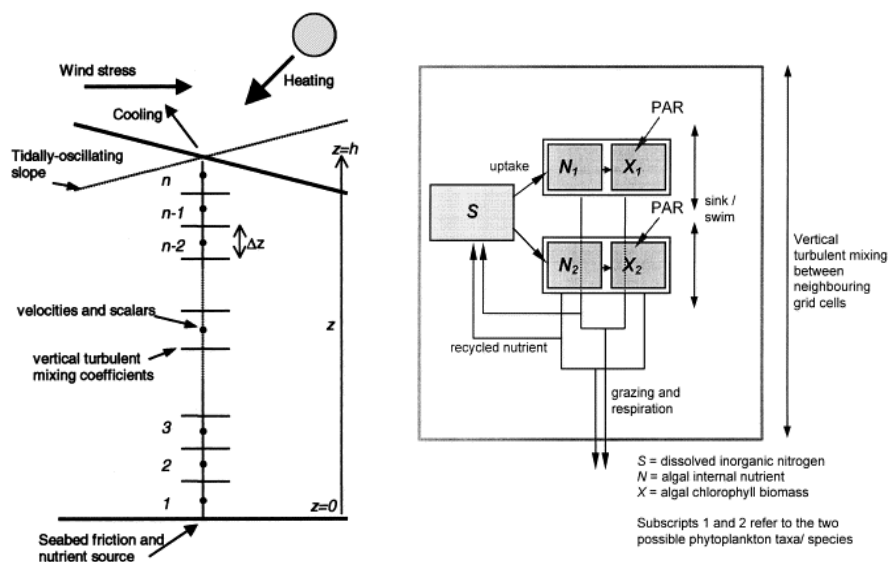 Wind stress
Heating
Cooling
z=h
Tidally-oscillating
slope
n
n-1
n-2
Δz
velocities and scalars
z
vertical turbulent
mixing coefficients
3
2
1
z=0
Seabed friction and
nutrient source
PAR
uptake
N1
X1
S
sink /
swim
PAR
N2
X2
Vertical
turbulent mixing
between
neighbouring
grid cells
recycled nutrient
grazing and
respiration
S = dissolved inorganic nitrogen
N = algal internal nutrient
X = algal chlorophyll biomass
Subscripts 1 and 2 refer to the two
possible phytoplankton taxa/ species